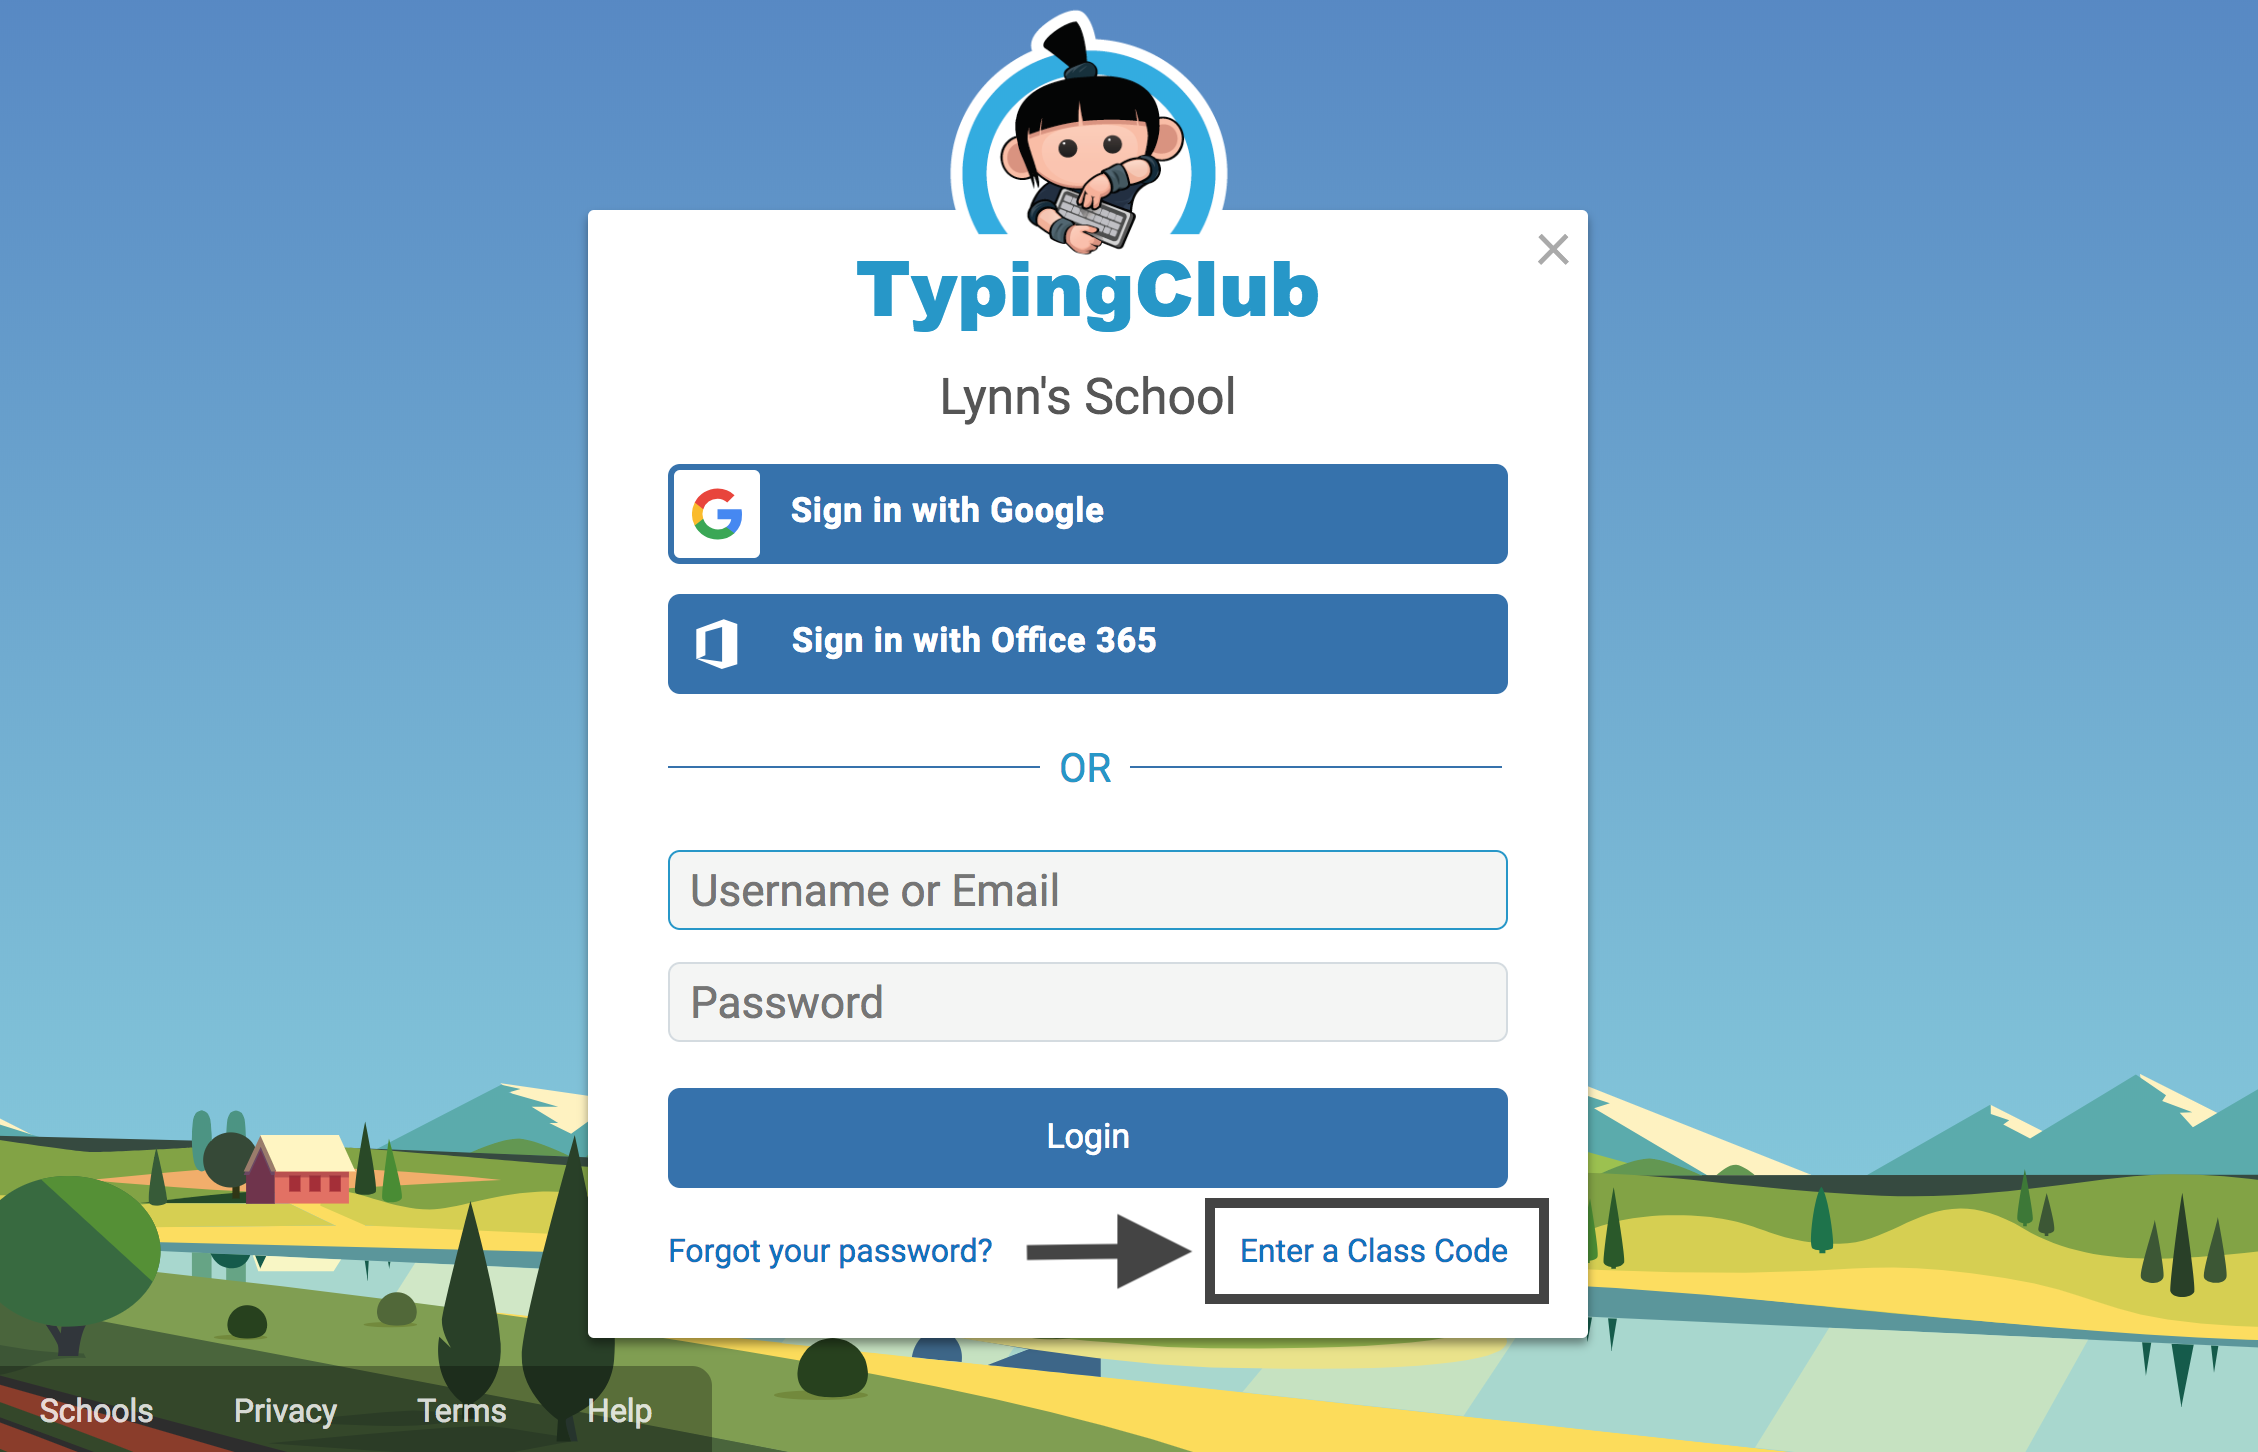 TypingClub
Lynn's School
Sign in with Google
Sign in with Office 365
OR
Username or Email
Password
Login
Forgot your password? Enter a Class Code
Schools Privacy Terms Help